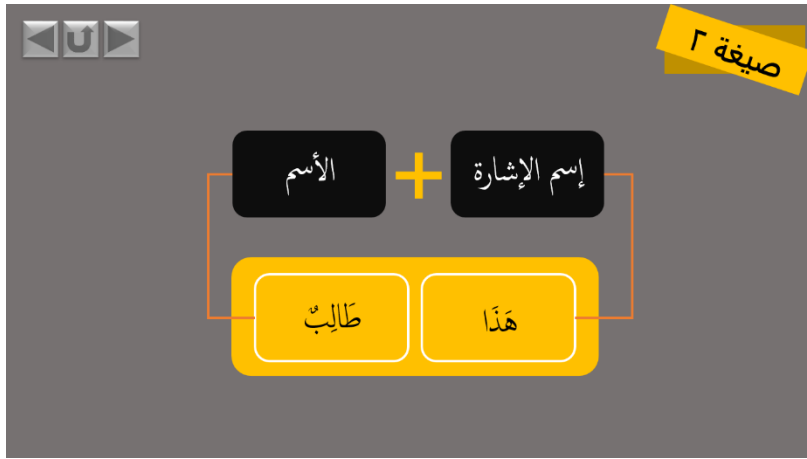 صيغة ٢
إسم الإشارة + الأسم
هَذَا طَالِبٌ